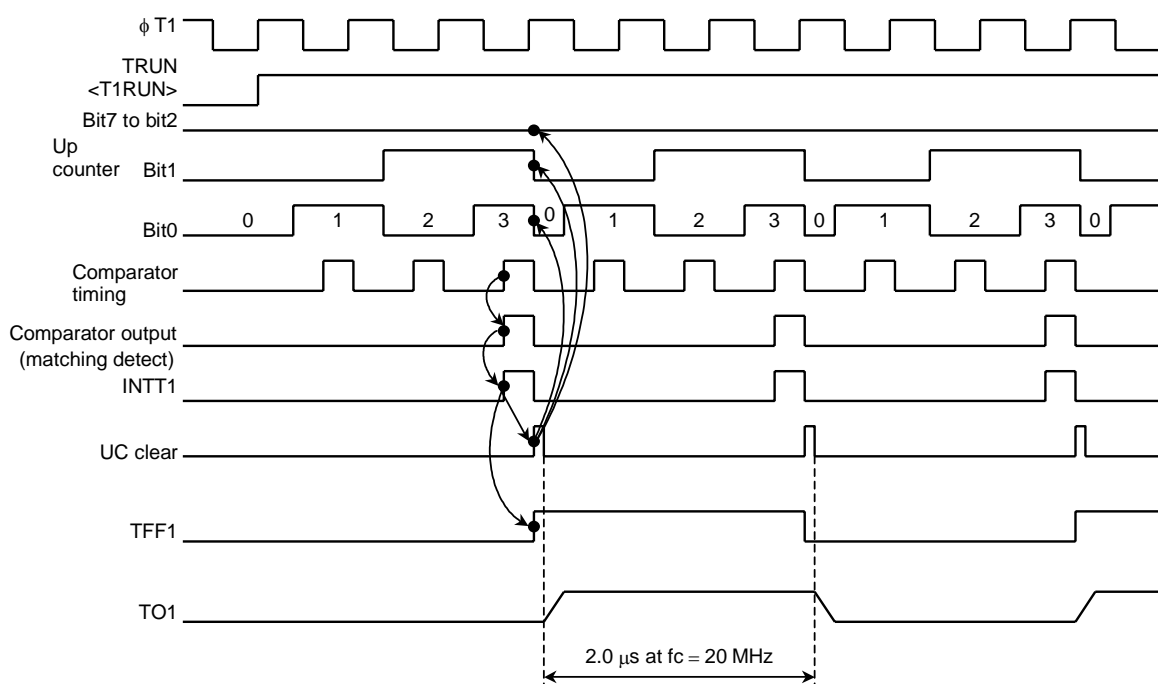 ϕ T1
TRUN
<T1RUN>
Bit7 to bit2
Up
counter
Bit1
Bit0
0 1 2 3 0 1 2 3 0 1 2 3 0
Comparator
timing
Comparator output
(matching detect)
INTT1
UC clear
TFF1
TO1
2.0 μs at fc = 20 MHz